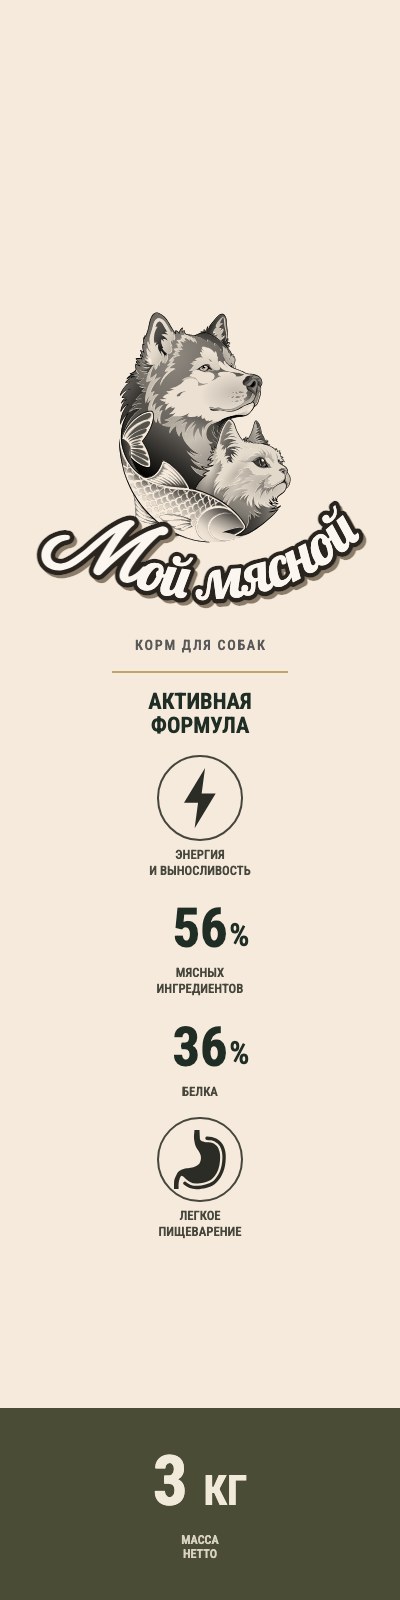 Мой мясной
КОРМ ДЛЯ СОБАК
АКТИВНАЯ
ФОРМУЛА
ЭНЕРГИЯ
И ВЫНОСЛИВОСТЬ
56%
МЯСНЫХ
ИНГРЕДИЕНТОВ
36%
БЕЛКА
ЛЕГКОЕ
ПИЩЕВАРЕНИЕ
3 кг
МАССА
НЕТТО